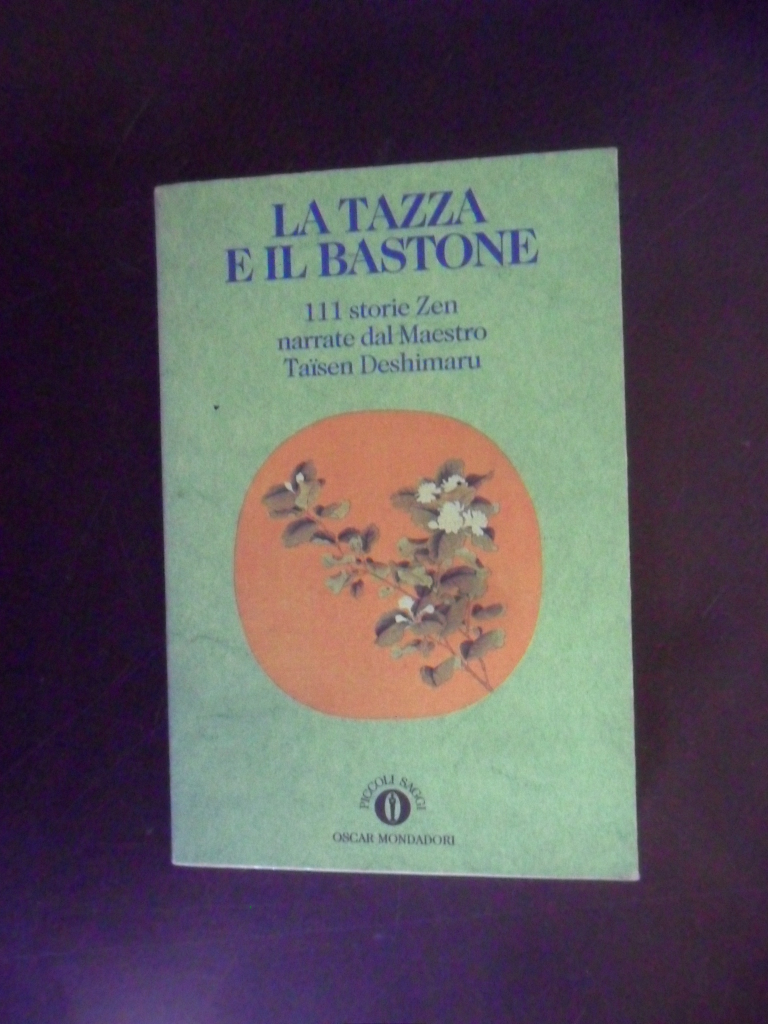 LA TAZZA
E IL BASTONE
111 storie Zen
narrate dal Maestro
Taïsen Deshimaru
PICCOLI SAGGI
OSCAR MONDADORI